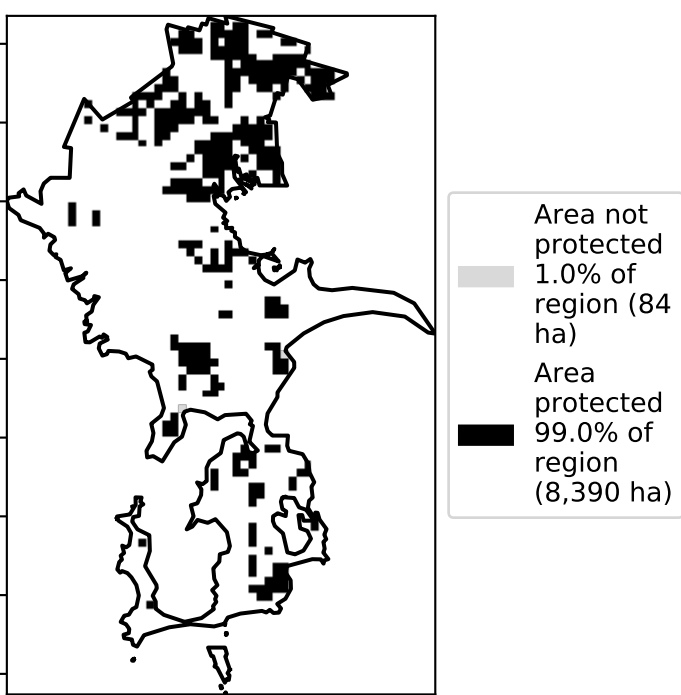 Area not
protected
1.0% of
region (84
ha)
Area
protected
99.0% of
region
(8,390 ha)